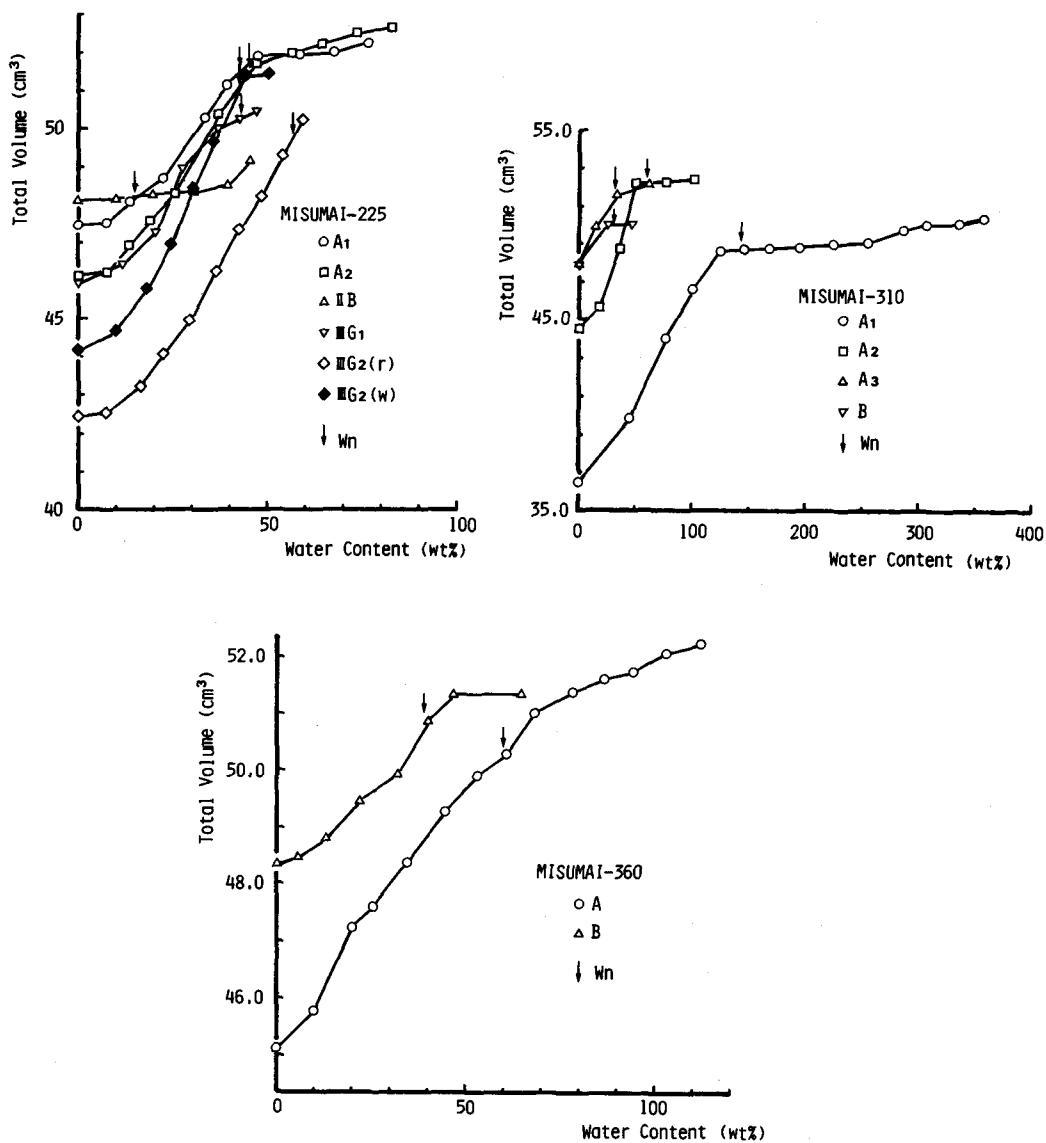 Total Volume (cm³)
50
45
40
0
50
100
Water Content (wt%)
MISUMAI-225
A1
A2
ⅡB
ⅢG1
ⅢG2(r)
ⅢG2(w)
Wn
Total Volume (cm³)
55.0
45.0
35.0
0
100
200
300
400
Water Content (wt%)
MISUMAI-310
A1
A2
A3
B
Wn
Total Volume (cm³)
52.0
50.0
48.0
46.0
0
50
100
Water Content (wt%)
MISUMAI-360
A
B
Wn